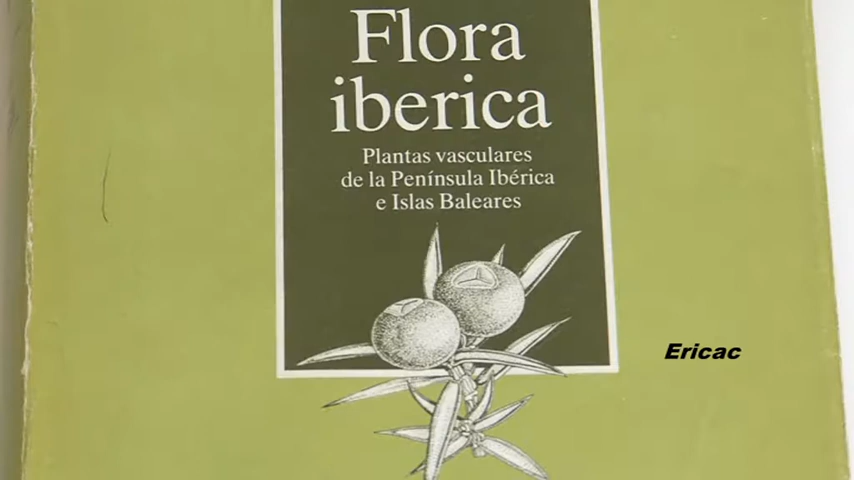 Flora
iberica
Plantas vasculares
de la Península Ibérica
e Islas Baleares
Ericac